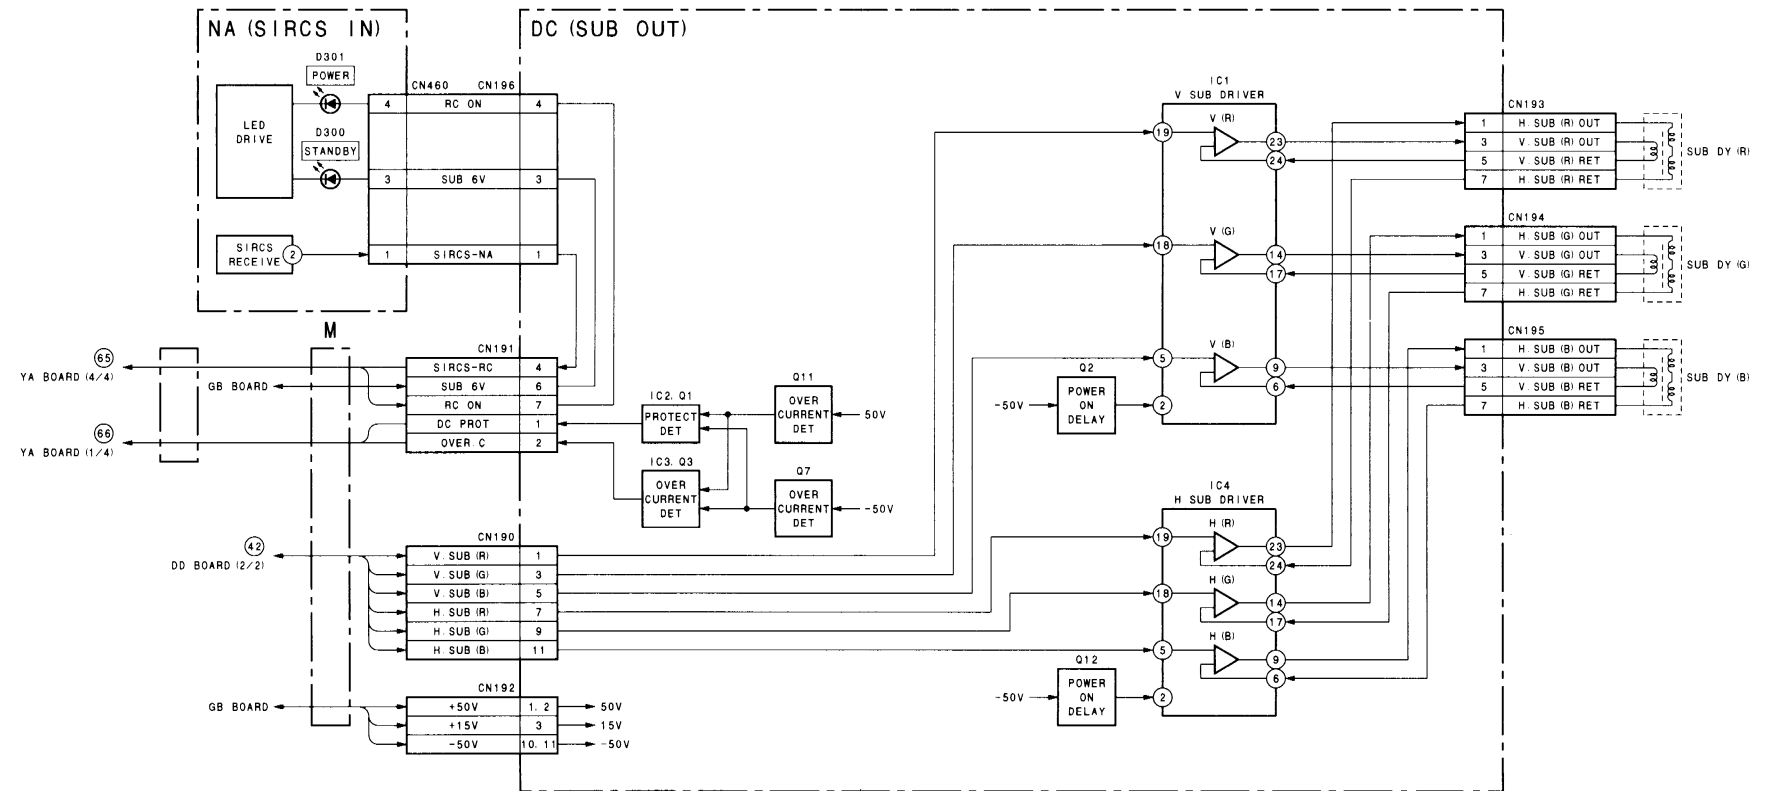 NA (SIRCS IN)
DC (SUB OUT)
D301
POWER
CN460 CN196
4 RC ON 4
LED
DRIVE
D300
STANDBY
3 SUB 6V 3
SIRCS
RECEIVE
2
1 SIRCS-NA 1
M
CN191
65
YA BOARD (4/4)
SIRCS-RC 4
GB BOARD
SUB 6V 6
RC ON 7
DC PROT 1
66
YA BOARD (1/4)
OVER. C 2
IC2. Q1
PROTECT
DET
Q11
OVER
CURRENT
DET
50V
IC3. Q3
OVER
CURRENT
DET
Q7
OVER
CURRENT
DET
-50V
CN190
42
DD BOARD (2/2)
V. SUB (R) 1
V. SUB (G) 3
V. SUB (B) 5
H. SUB (R) 7
H. SUB (G) 9
H. SUB (B) 11
CN192
GB BOARD
+50V 1. 2 50V
+15V 3 15V
-50V 10. 11 -50V
IC1
V SUB DRIVER
V (R)
19
23
24
V (G)
18
14
17
V (B)
5
9
6
Q2
POWER
ON
DELAY
-50V
2
IC4
H SUB DRIVER
H (R)
19
23
24
H (G)
18
14
17
H (B)
5
9
6
Q12
POWER
ON
DELAY
-50V
2
CN193
1 H. SUB (R) OUT
3 V. SUB (R) OUT
5 V. SUB (R) RET
7 H. SUB (R) RET
SUB DY (R)
CN194
1 H. SUB (G) OUT
3 V. SUB (G) OUT
5 V. SUB (G) RET
7 H. SUB (G) RET
SUB DY (G)
CN195
1 H. SUB (B) OUT
3 V. SUB (B) OUT
5 V. SUB (B) RET
7 H. SUB (B) RET
SUB DY (B)